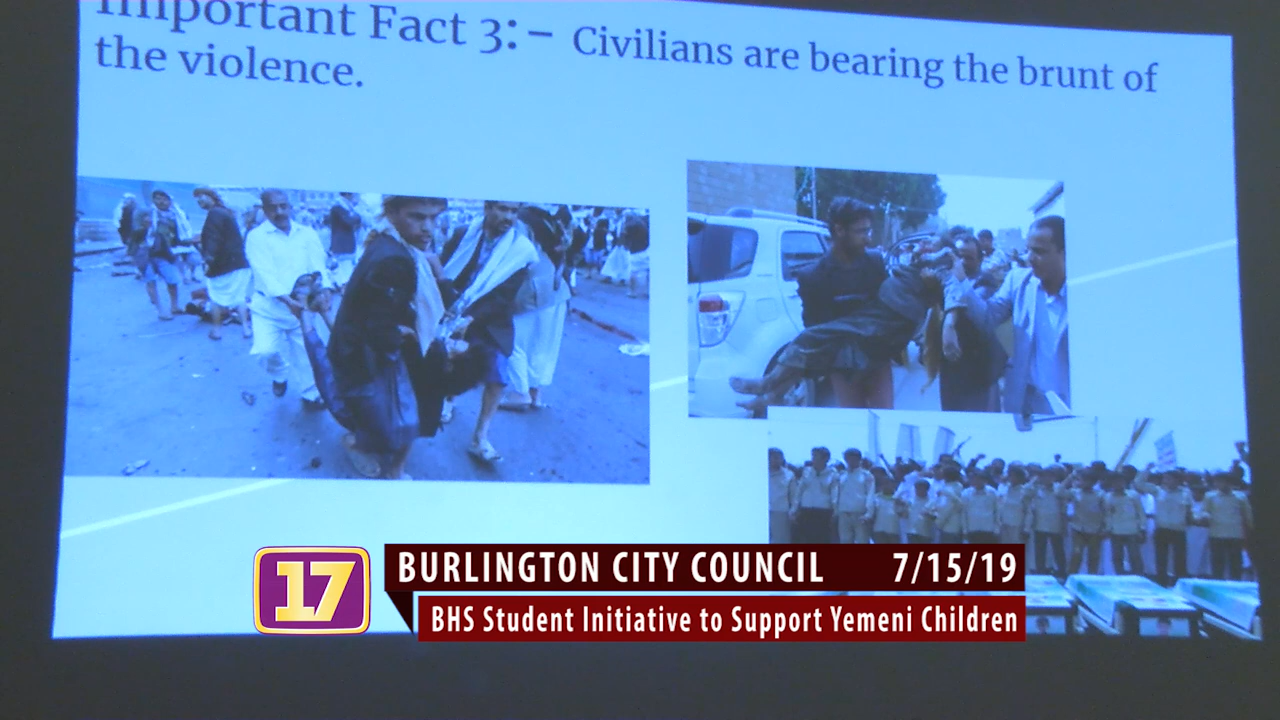 Important Fact 3:- Civilians are bearing the brunt of
the violence.
17
BURLINGTON CITY COUNCIL 7/15/19
BHS Student Initiative to Support Yemeni Children